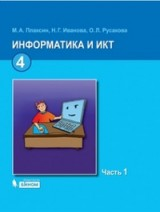 М.А. Плаксин, Н.Г. Иванова, О.Л. Русакова
ИНФОРМАТИКА И ИКТ
4
Часть 1